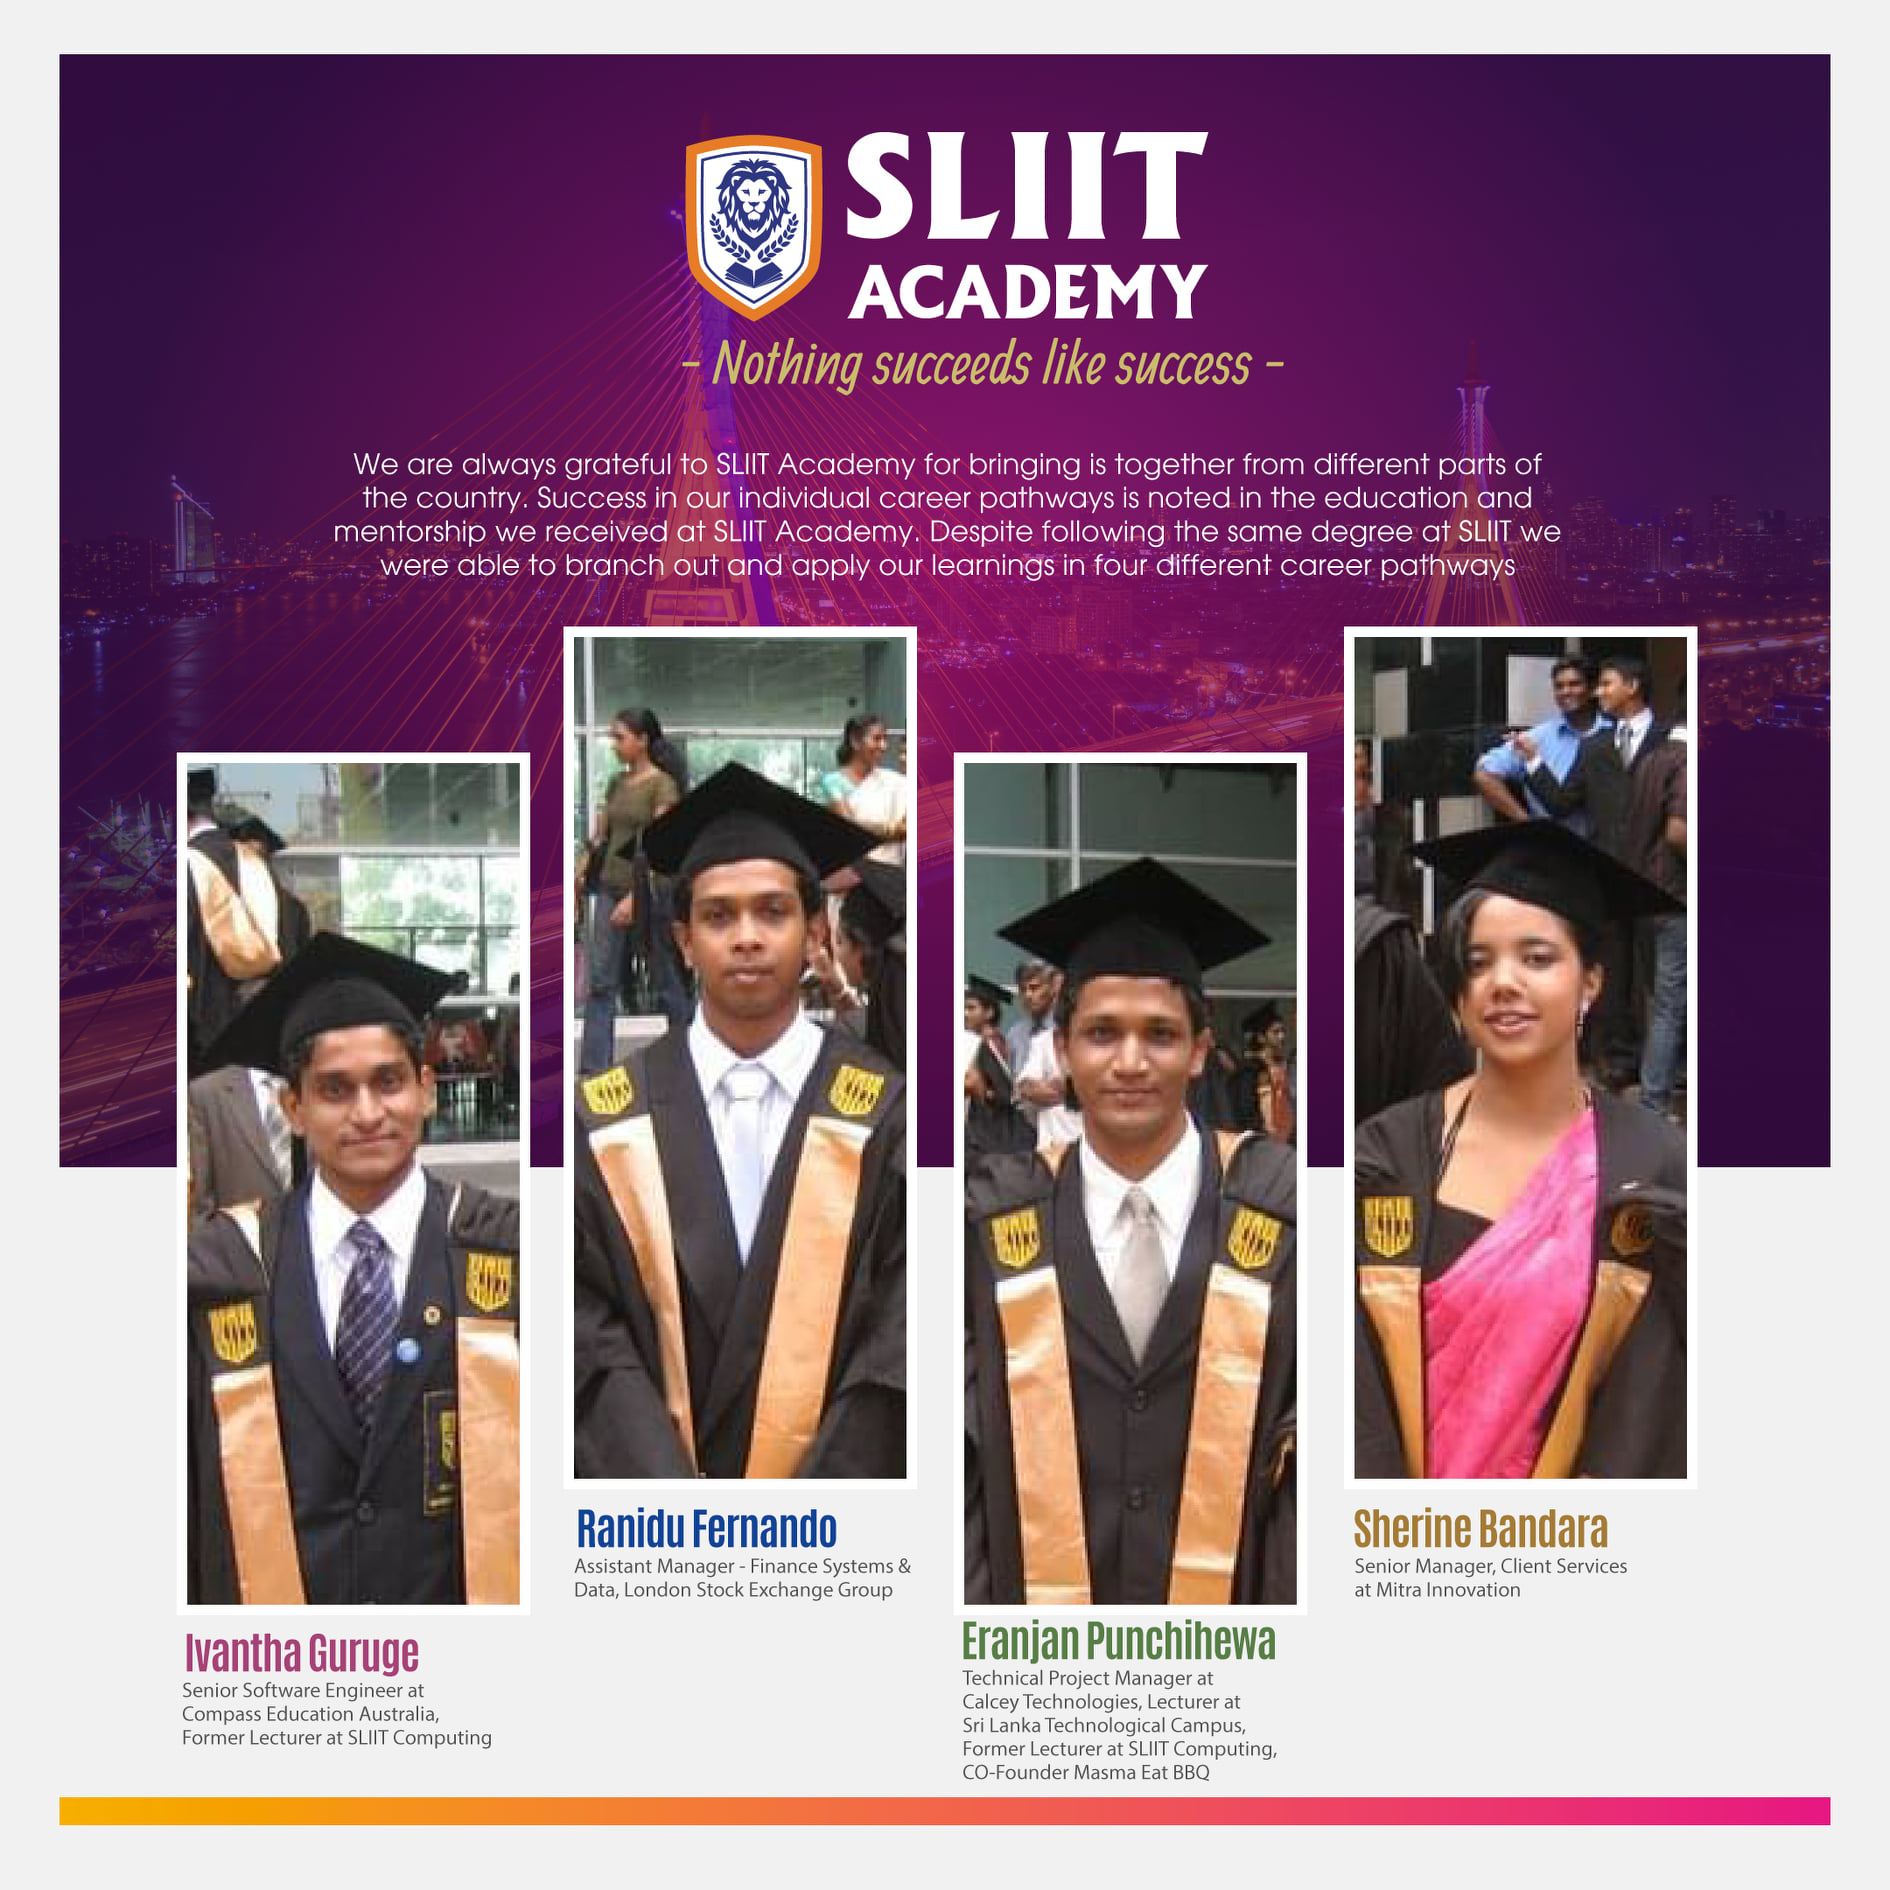 SLIIT
ACADEMY
- Nothing succeeds like success -
We are always grateful to SLIIT Academy for bringing is together from different parts of
the country. Success in our individual career pathways is noted in the education and
mentorship we received at SLIIT Academy. Despite following the same degree at SLIIT we
were able to branch out and apply our learnings in four different career pathways
Ivantha Guruge
Senior Software Engineer at
Compass Education Australia,
Former Lecturer at SLIIT Computing
Ranidu Fernando
Assistant Manager - Finance Systems &
Data, London Stock Exchange Group
Eranjan Punchihewa
Technical Project Manager at
Calcey Technologies, Lecturer at
Sri Lanka Technological Campus,
Former Lecturer at SLIIT Computing,
CO-Founder Masma Eat BBQ
Sherine Bandara
Senior Manager, Client Services
at Mitra Innovation